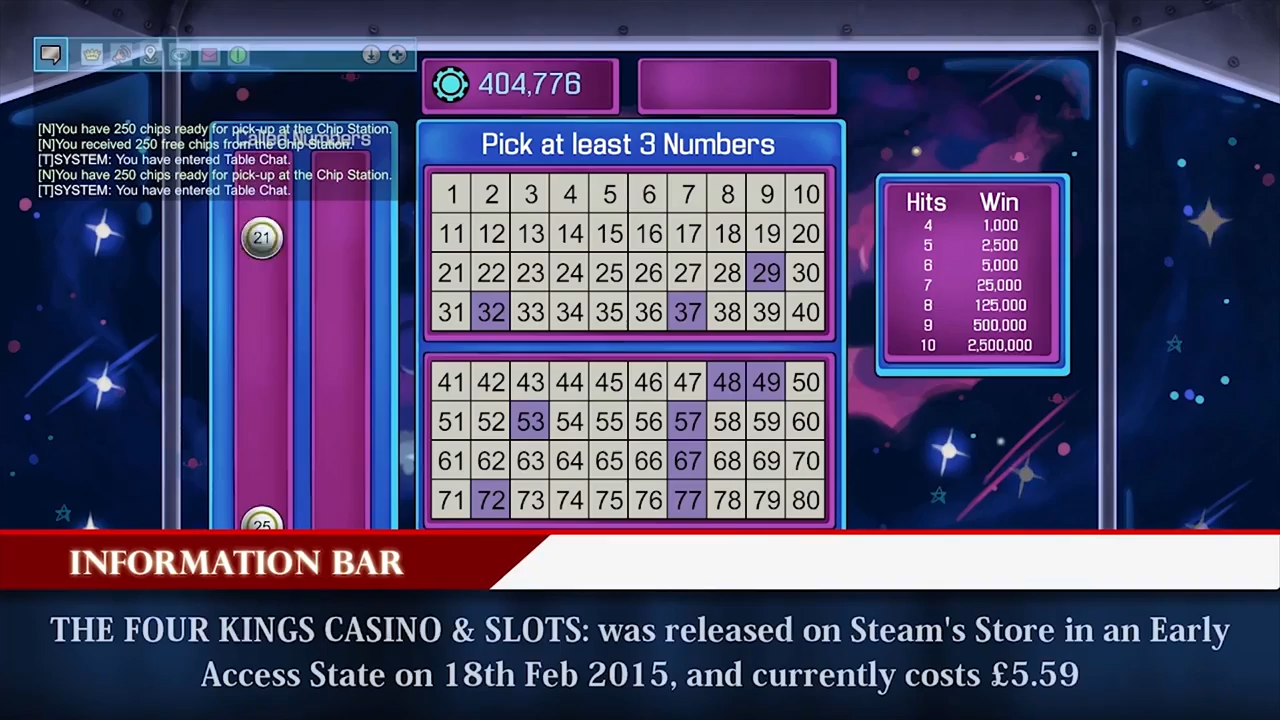 404,776
[N]You have 250 chips ready for pick-up at the Chip Station.
Called Numbers
[N]You received 250 free chips from the Chip Station.
[T]SYSTEM: You have entered Table Chat.
[N]You have 250 chips ready for pick-up at the Chip Station.
[T]SYSTEM: You have entered Table Chat.
21
25
Pick at least 3 Numbers
1 2 3 4 5 6 7 8 9 10
11 12 13 14 15 16 17 18 19 20
21 22 23 24 25 26 27 28 29 30
31 32 33 34 35 36 37 38 39 40
41 42 43 44 45 46 47 48 49 50
51 52 53 54 55 56 57 58 59 60
61 62 63 64 65 66 67 68 69 70
71 72 73 74 75 76 77 78 79 80
Hits Win
4 1,000
5 2,500
6 5,000
7 25,000
8 125,000
9 500,000
10 2,500,000
INFORMATION BAR
THE FOUR KINGS CASINO & SLOTS: was released on Steam's Store in an Early
Access State on 18th Feb 2015, and currently costs £5.59